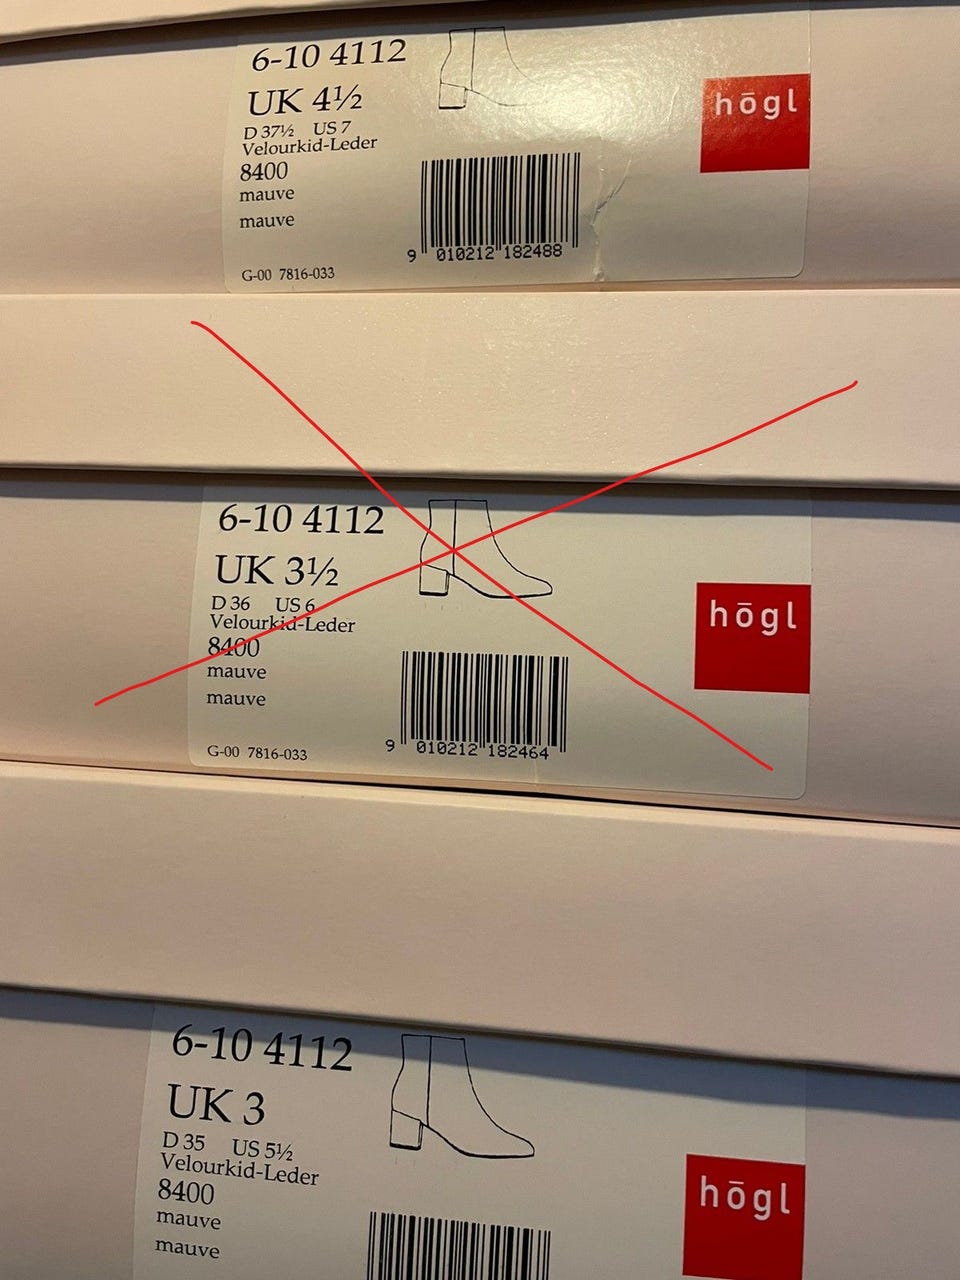 6-10 4112
UK 4½
D 37½ US 7
Velourkid-Leder
8400
mauve
mauve
G-00 7816-033
9 010212 182488
hōgl
6-10 4112
UK 3½
D 36 US 6
Velourkid-Leder
8400
mauve
mauve
G-00 7816-033
9 010212 182464
hōgl
6-10 4112
UK 3
D 35 US 5½
Velourkid-Leder
8400
mauve
mauve
hōgl